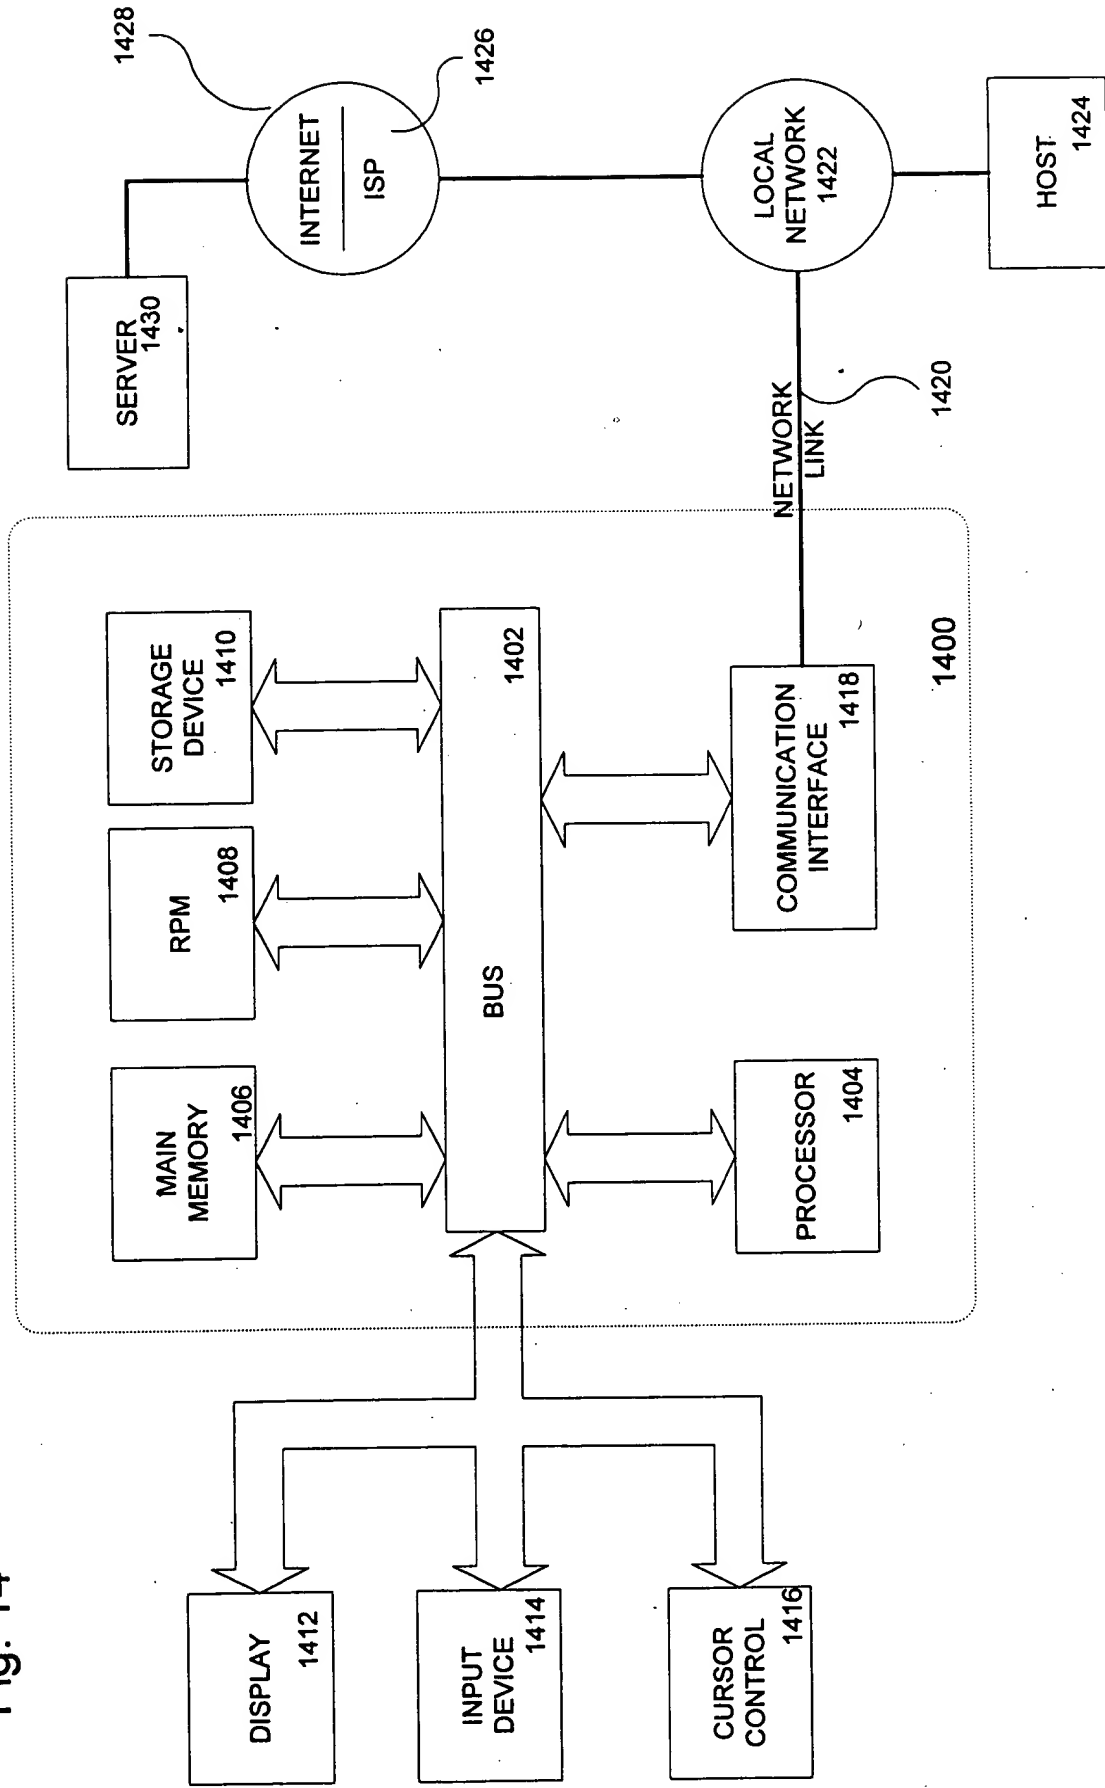 Fig. 14
DISPLAY
1412
INPUT
DEVICE
1414
CURSOR
CONTROL
1416
MAIN
MEMORY
1406
RPM
1408
STORAGE
DEVICE
1410
BUS
1402
PROCESSOR
1404
COMMUNICATION
INTERFACE
1418
1400
SERVER
1430
NETWORK
LINK
1420
INTERNET
ISP
1428
1426
LOCAL
NETWORK
1422
HOST
1424